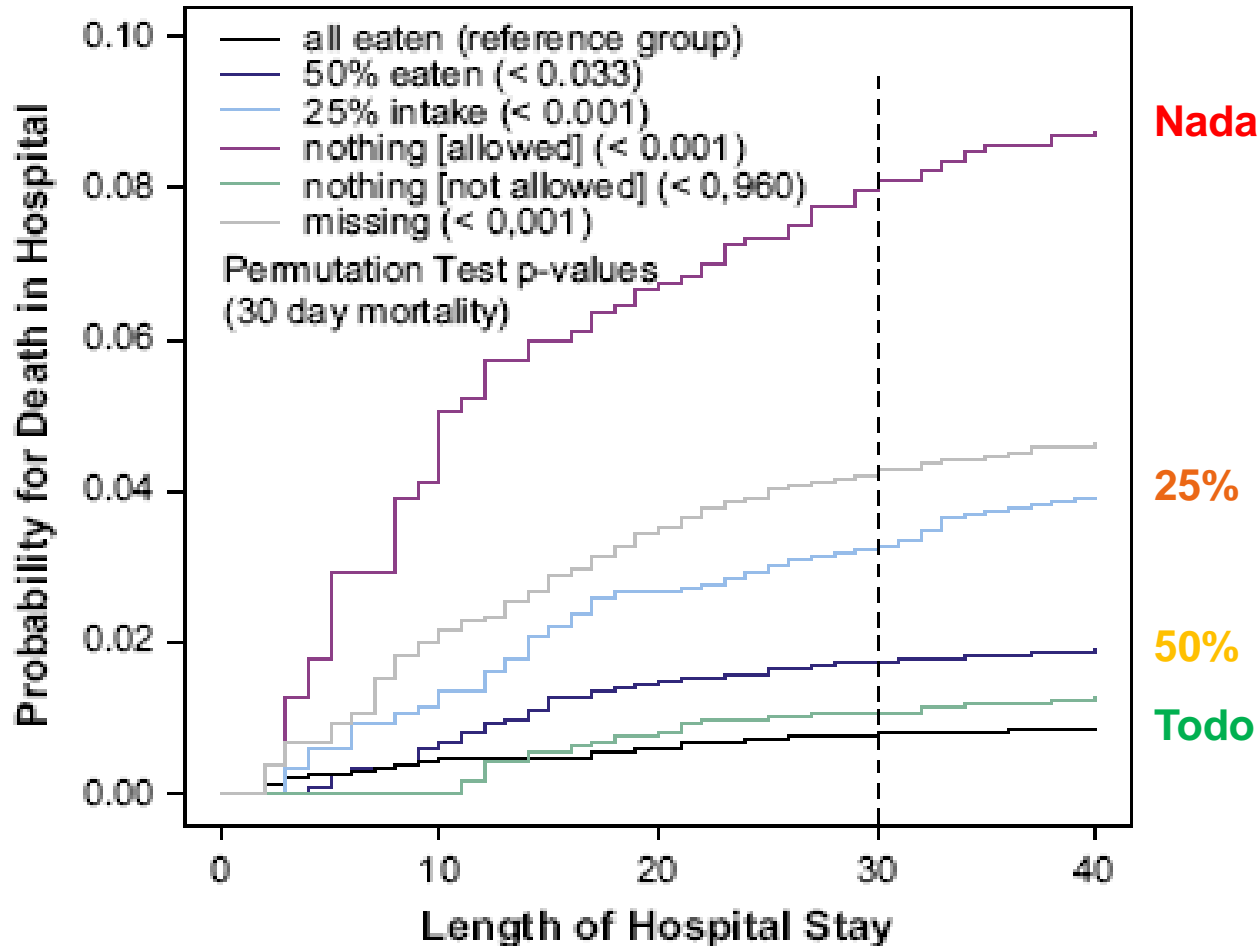 Probability for Death in Hospital
0.10
0.08
0.06
0.04
0.02
0.00
all eaten (reference group)
50% eaten (< 0.033)
25% intake (< 0.001)
nothing [allowed] (< 0.001)
nothing [not allowed] (< 0,960)
missing (< 0,001)
Permutation Test p-values
(30 day mortality)
Nada
25%
50%
Todo
0 10 20 30 40
Length of Hospital Stay